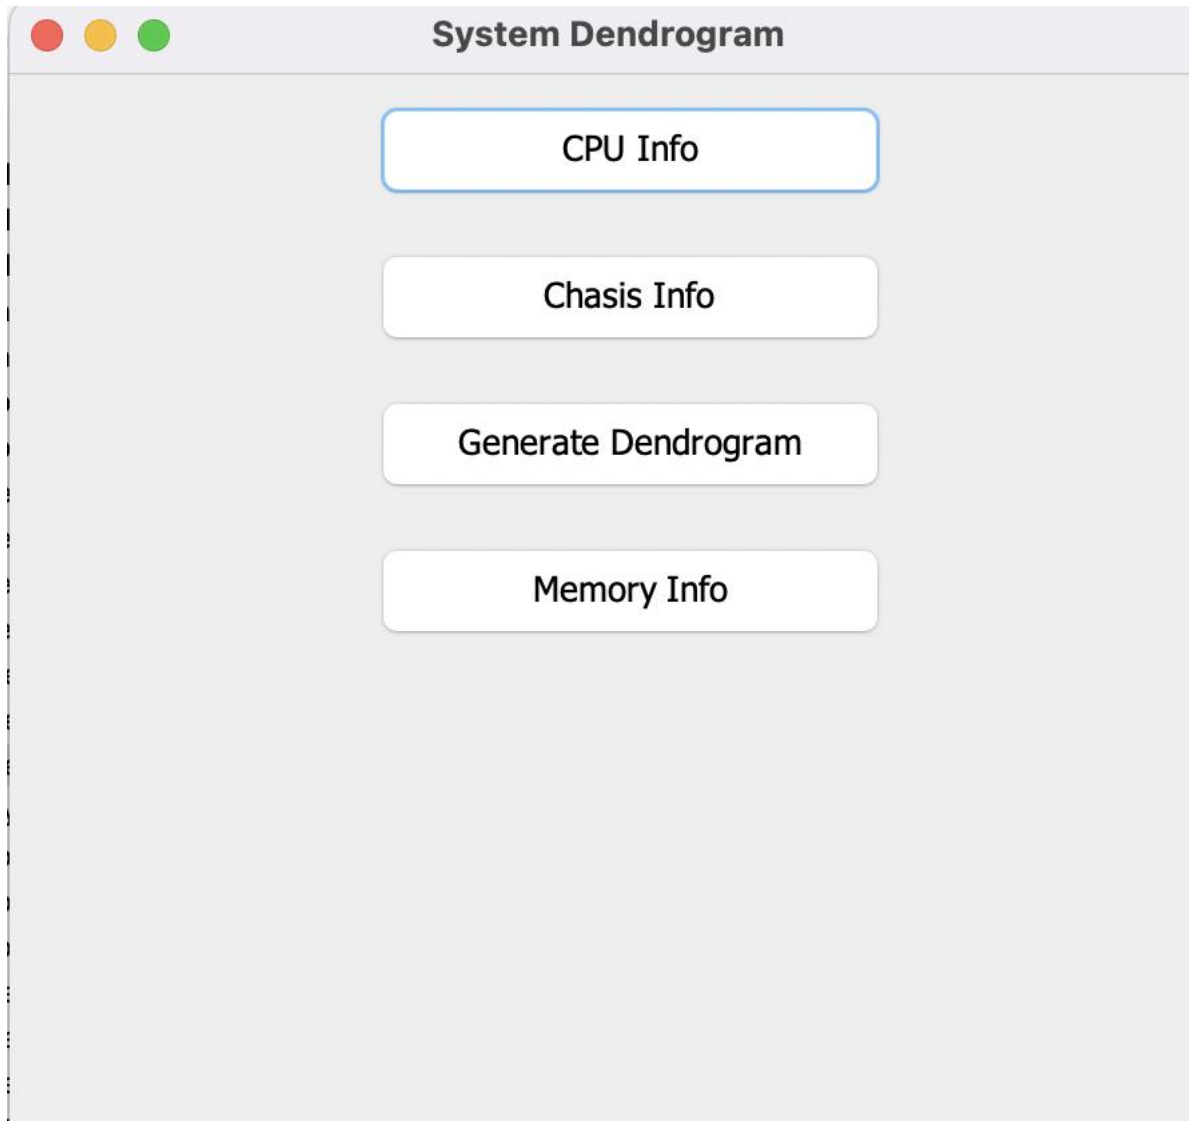 System Dendrogram
CPU Info
Chasis Info
Generate Dendrogram
Memory Info